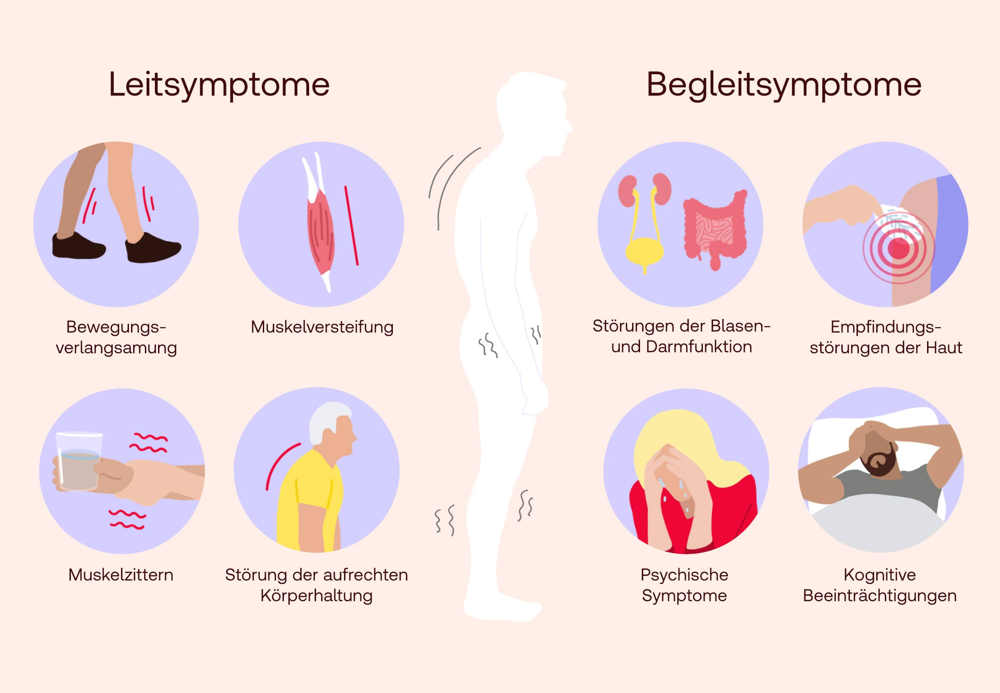 Leitsymptome
Bewegungs-
verlangsamung
Muskelversteifung
Muskelzittern
Störung der aufrechten
Körperhaltung
Begleitsymptome
Störungen der Blasen-
und Darmfunktion
Empfindungs-
störungen der Haut
Psychische
Symptome
Kognitive
Beeinträchtigungen